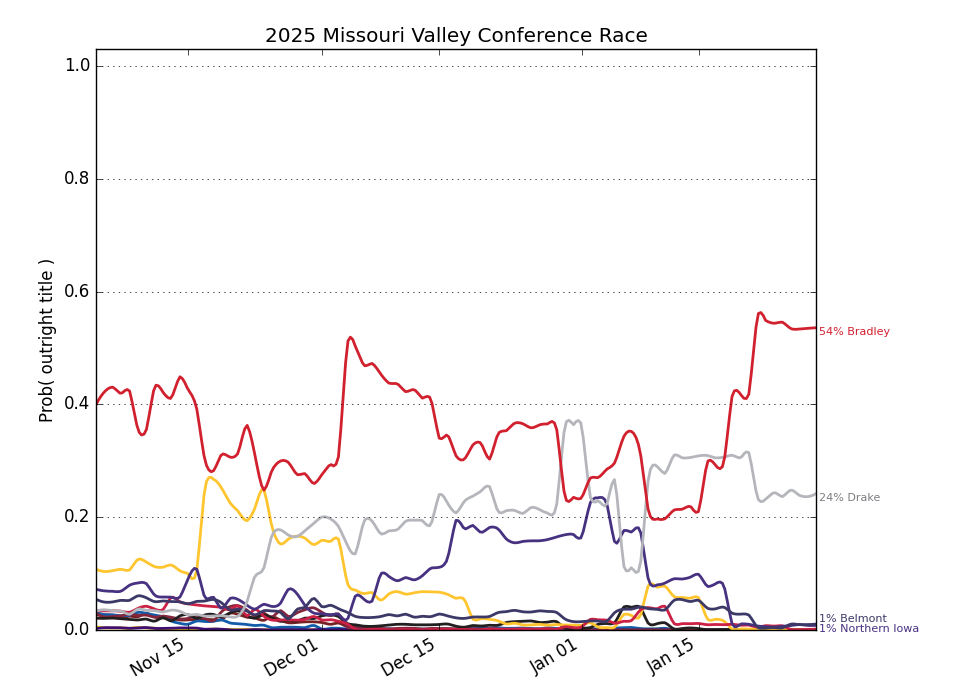 2025 Missouri Valley Conference Race
1.0
0.8
0.6
0.4
0.2
0.0
Prob( outright title )
54% Bradley
24% Drake
1% Belmont
1% Northern Iowa
Nov 15
Dec 01
Dec 15
Jan 01
Jan 15